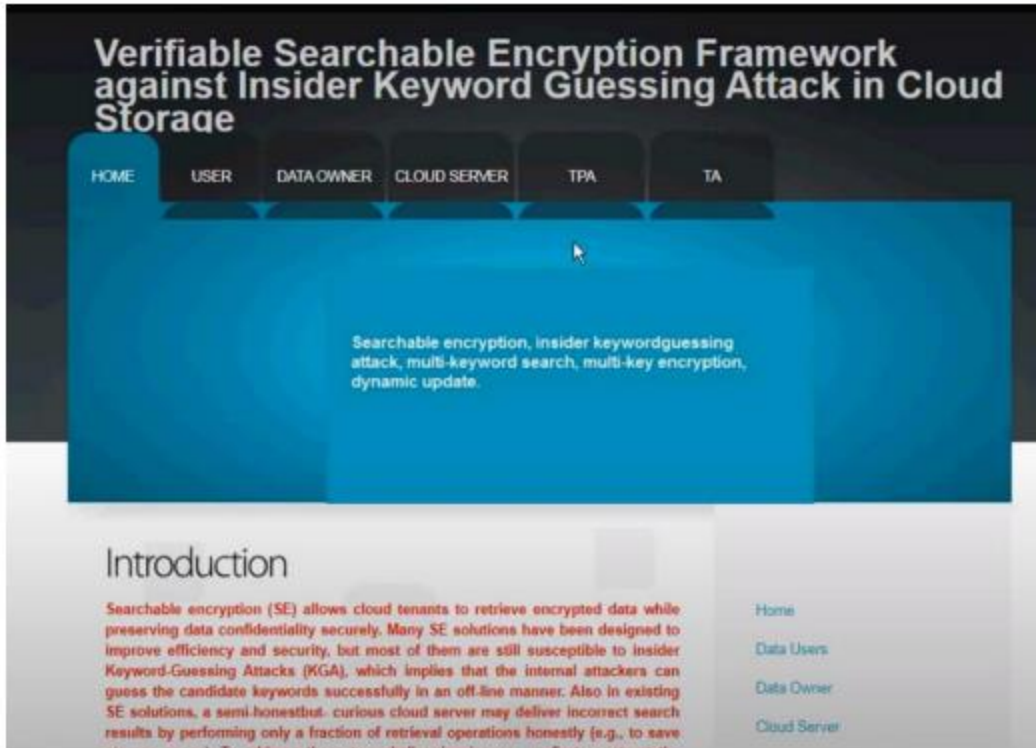 Verifiable Searchable Encryption Framework
against Insider Keyword Guessing Attack in Cloud
Storage
HOME USER DATA OWNER CLOUD SERVER TPA TA
Searchable encryption, insider keywordguessing
attack, multi-keyword search, multi-key encryption,
dynamic update.
Introduction
Searchable encryption (SE) allows cloud tenants to retrieve encrypted data while
preserving data confidentiality securely. Many SE solutions have been designed to
improve efficiency and security, but most of them are still susceptible to insider
Keyword-Guessing Attacks (KGA), which implies that the internal attackers can
guess the candidate keywords successfully in an off-line manner. Also in existing
SE solutions, a semi-honestbut- curious cloud server may deliver incorrect search
results by performing only a fraction of retrieval operations honestly (e.g., to save
Home
Data Users
Data Owner
Cloud Server